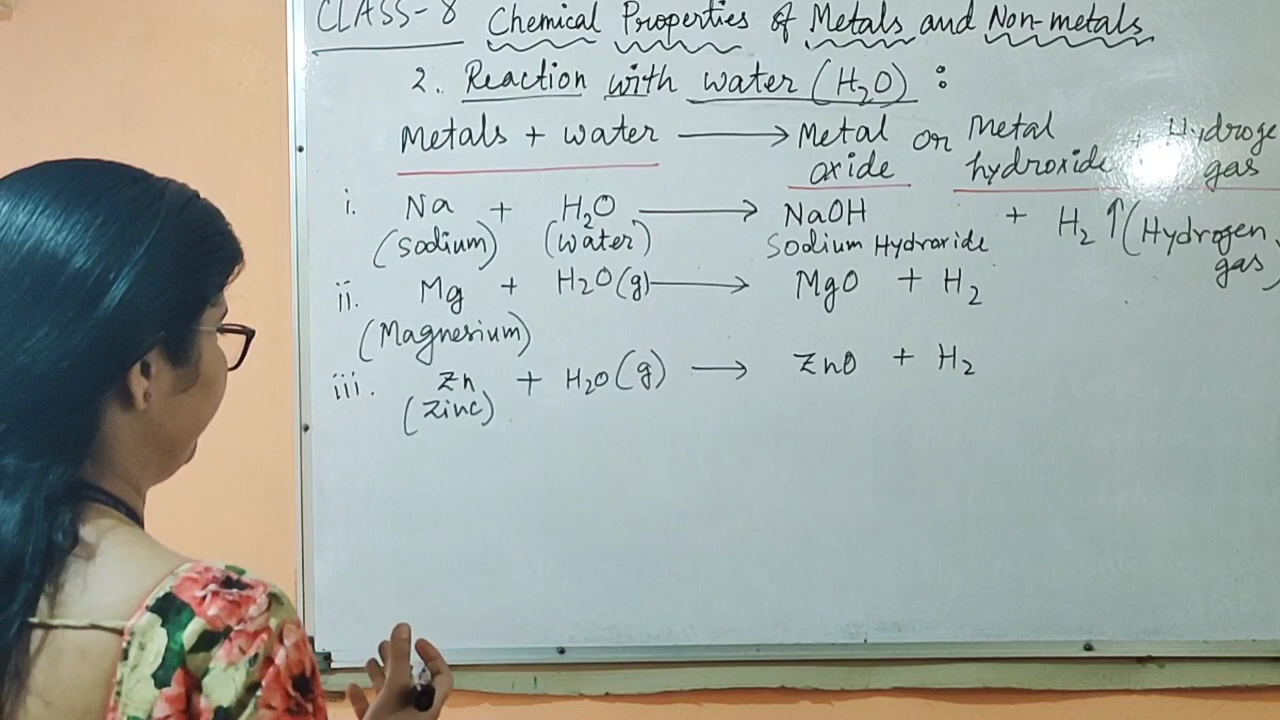 CLASS-8 Chemical Properties of Metals and Non-metals
2. Reaction with water (H₂O) :
Metals + water ⟶ Metal oxide or Metal hydroxide + Hydroge gas
i. Na + H₂O ⟶ NaOH + H₂ ↑ (Hydrogen gas)
(Sodium) (water) Sodium Hydroxide
ii. Mg + H₂O(g) ⟶ MgO + H₂
(Magnesium)
iii. Zn + H₂O(g) ⟶ ZnO + H₂
(Zinc)